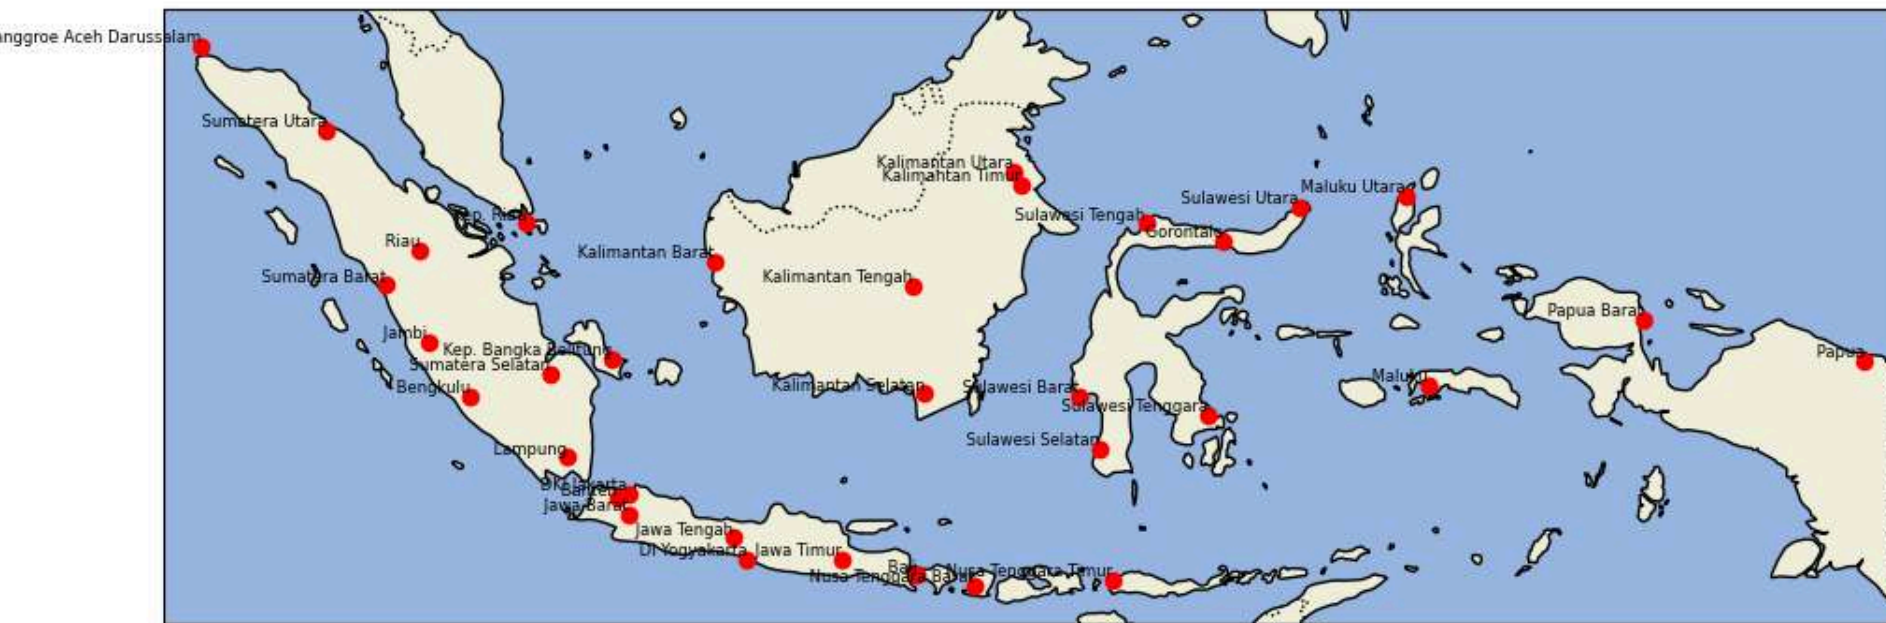 anggroe Aceh Darussalam
Sumatera Utara
Kalimantan Utara
Kalimantan Timur
Maluku Utara
Sulawesi Utara
Kep. Riau
Sulawesi Tengah
Gorontalo
Riau
Kalimantan Barat
Sumatera Barat
Kalimantan Tengah
Papua Barat
Jambi
Kep. Bangka Belitung
Papua
Sumatera Selatan
Maluku
Bengkulu
Kalimantan Selatan
Sulawesi Barat
Sulawesi Tenggara
Sulawesi Selatan
Lampung
DKI Jakarta
Banten
Jawa Barat
Jawa Tengah
DI Yogyakarta
Jawa Timur
Bali
Nusa Tenggara Barat
Nusa Tenggara Timur